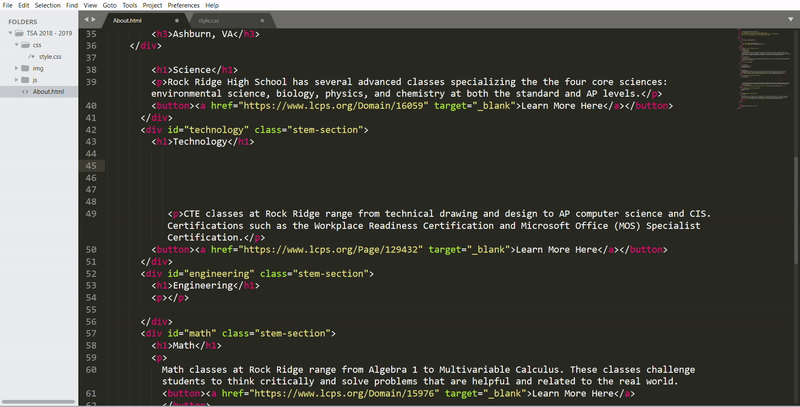 File Edit Selection Find View Goto Tools Project Preferences Help
FOLDERS
TSA 2018 - 2019
css
style.css
img
js
About.html
About.html
style.css
35 <h3>Ashburn, VA</h3>
36 </div>
37
38 <h1>Science</h1>
39 <p>Rock Ridge High School has several advanced classes specializing the the four core sciences:
environmental science, biology, physics, and chemistry at both the standard and AP levels.</p>
40 <button><a href="https://www.lcps.org/Domain/16059" target="_blank">Learn More Here</a></button>
41 </div>
42 <div id="technology" class="stem-section">
43 <h1>Technology</h1>
44
45
46
47
48
49 <p>CTE classes at Rock Ridge range from technical drawing and design to AP computer science and CIS.
Certifications such as the Workplace Readiness Certification and Microsoft Office (MOS) Specialist
Certification.</p>
50 <button><a href="https://www.lcps.org/Page/129432" target="_blank">Learn More Here</a></button>
51 </div>
52 <div id="engineering" class="stem-section">
53 <h1>Engineering</h1>
54 <p></p>
55
56 </div>
57 <div id="math" class="stem-section">
58 <h1>Math</h1>
59 <p>
60 Math classes at Rock Ridge range from Algebra 1 to Multivariable Calculus. These classes challenge
students to think critically and solve problems that are helpful and related to the real world.
61 <button><a href="https://www.lcps.org/Domain/15976" target="_blank">Learn More Here</a>
62 </button>